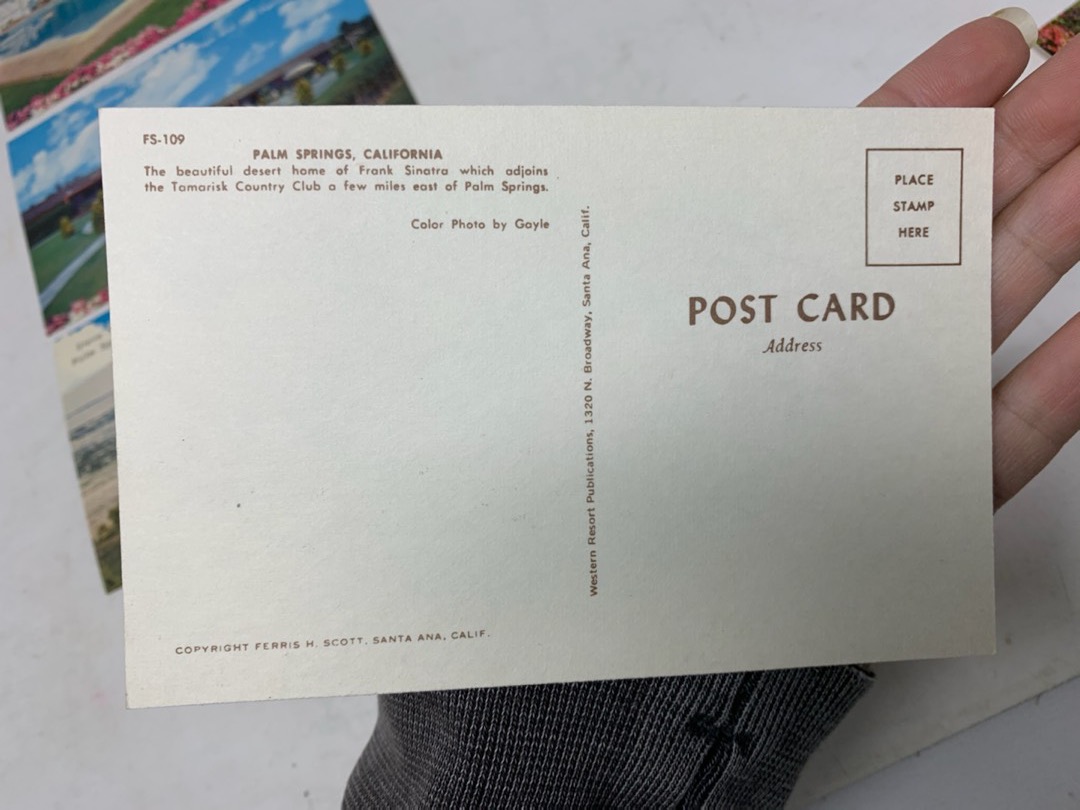 FS-109
PALM SPRINGS, CALIFORNIA
The beautiful desert home of Frank Sinatra which adjoins
the Tamarisk Country Club a few miles east of Palm Springs.
Color Photo by Gayle
Western Resort Publications, 1320 N. Broadway, Santa Ana, Calif.
PLACE
STAMP
HERE
POST CARD
Address
COPYRIGHT FERRIS H. SCOTT, SANTA ANA, CALIF.